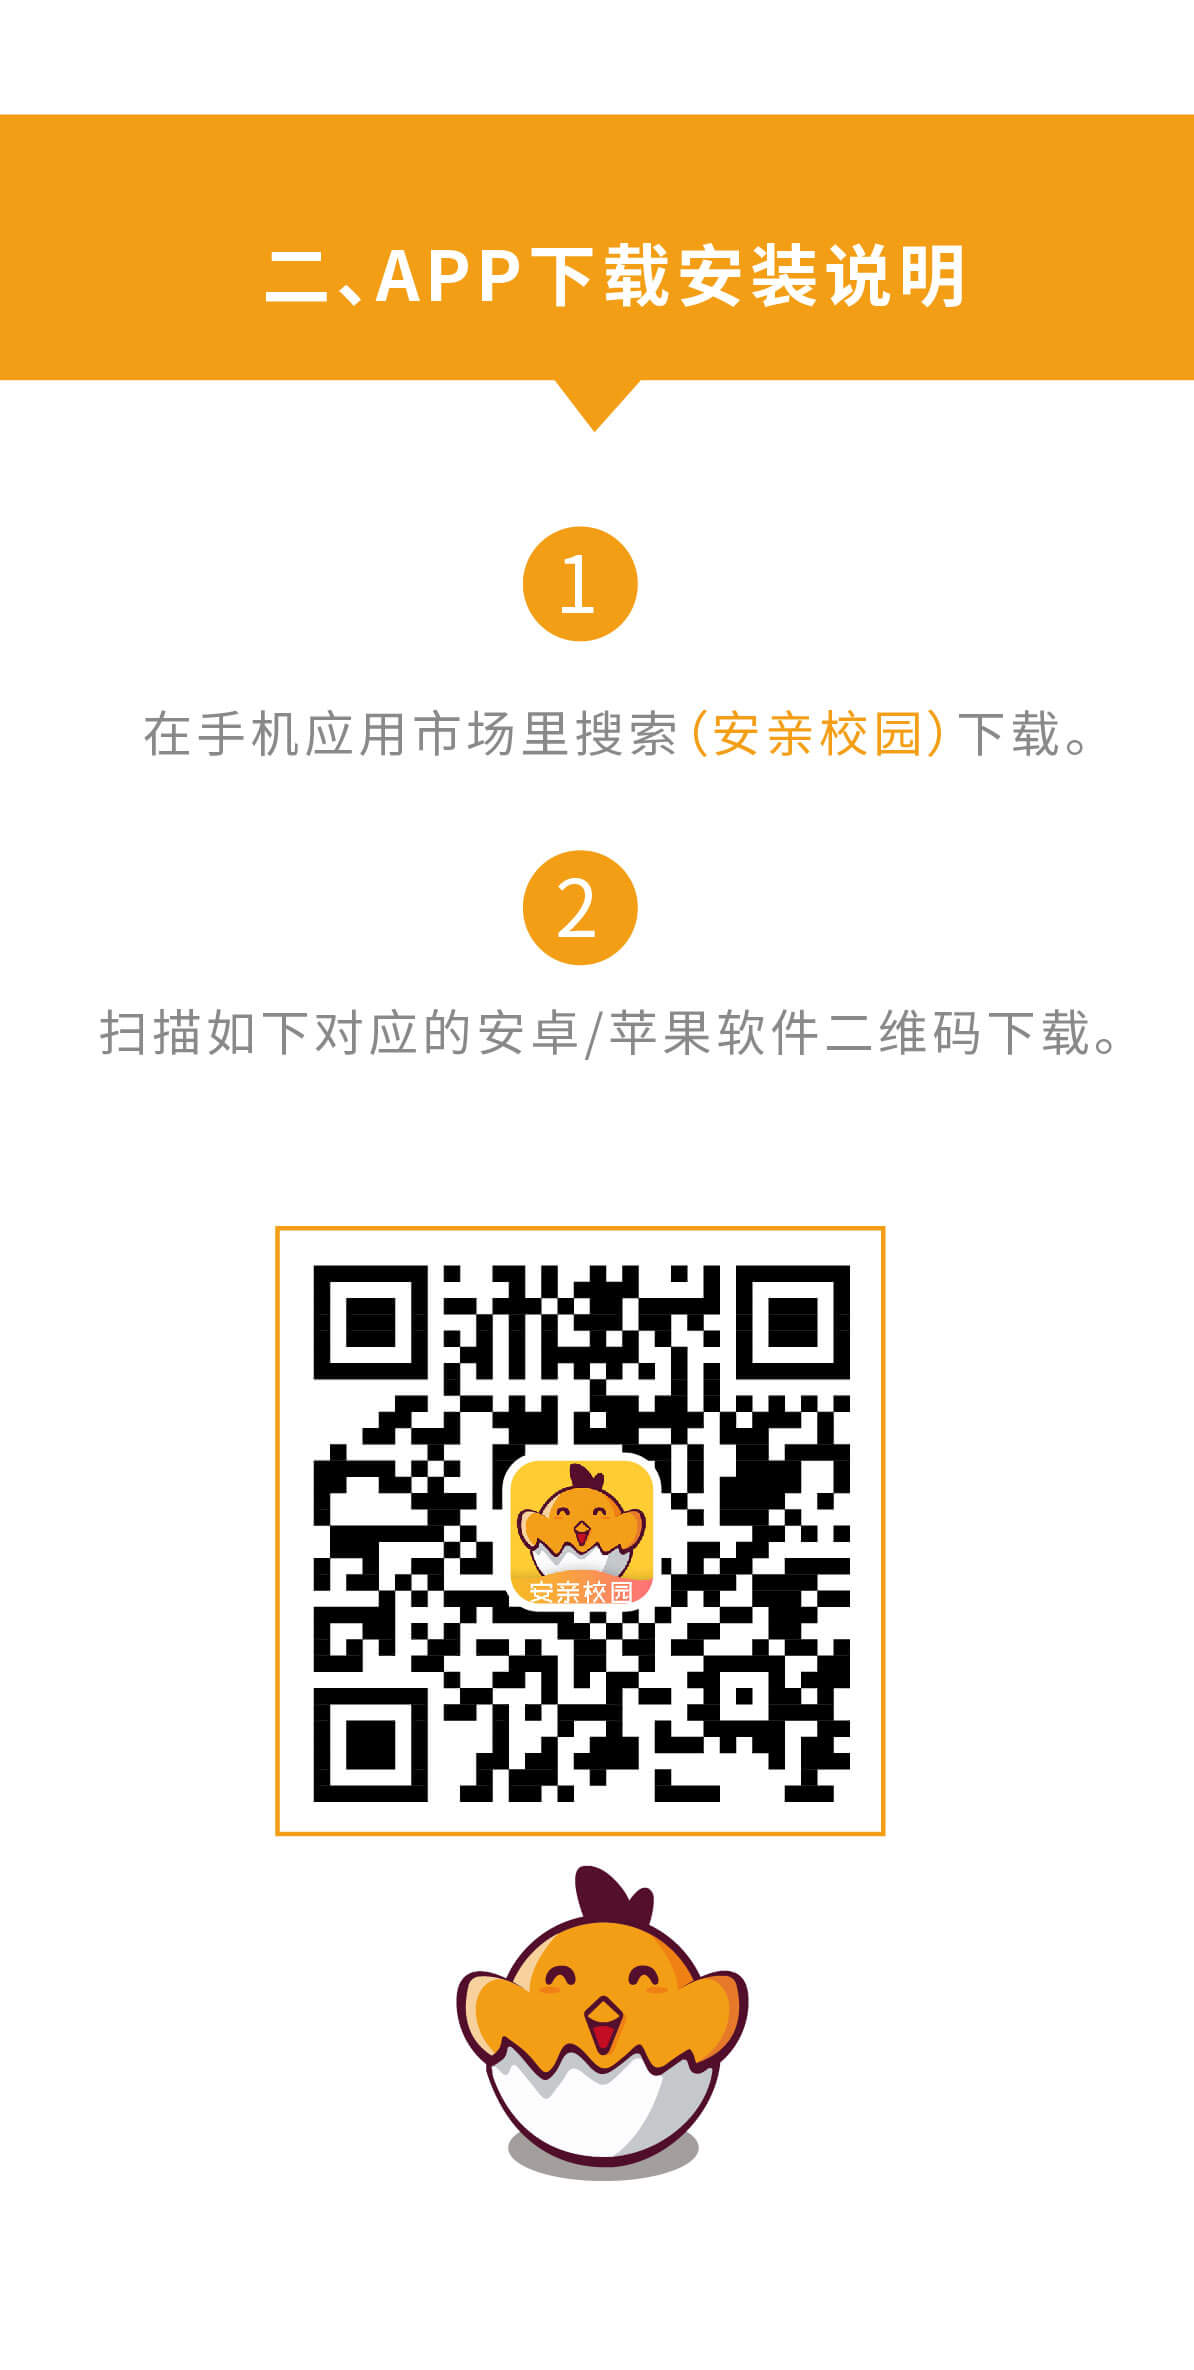 二、APP下载安装说明
1
在手机应用市场里搜索（安亲校园）下载。
2
扫描如下对应的安卓/苹果软件二维码下载。
安亲校园